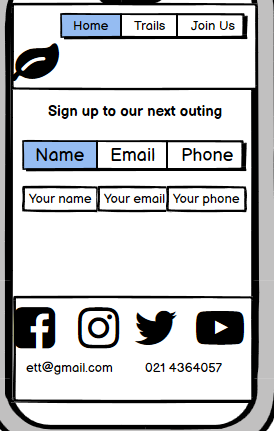 Home Trails Join Us
Sign up to our next outing
Name Email Phone
Your name Your email Your phone
ett@gmail.com 021 4364057